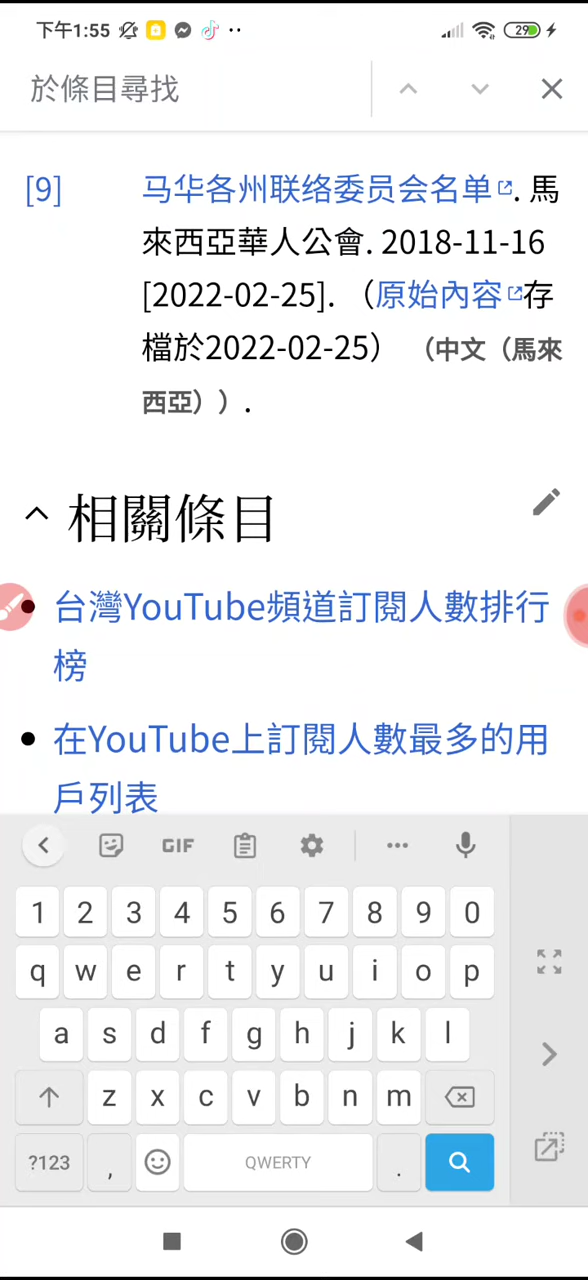 下午1:55
29
於條目尋找
[9]
马华各州联络委员会名单. 馬
來西亞華人公會. 2018-11-16
[2022-02-25]. （原始內容存
檔於2022-02-25） （中文（馬來
西亞））.
相關條目
台灣YouTube頻道訂閱人數排行
榜
在YouTube上訂閱人數最多的用
戶列表
GIF
1 2 3 4 5 6 7 8 9 0
q w e r t y u i o p
a s d f g h j k l
z x c v b n m
?123 , QWERTY .